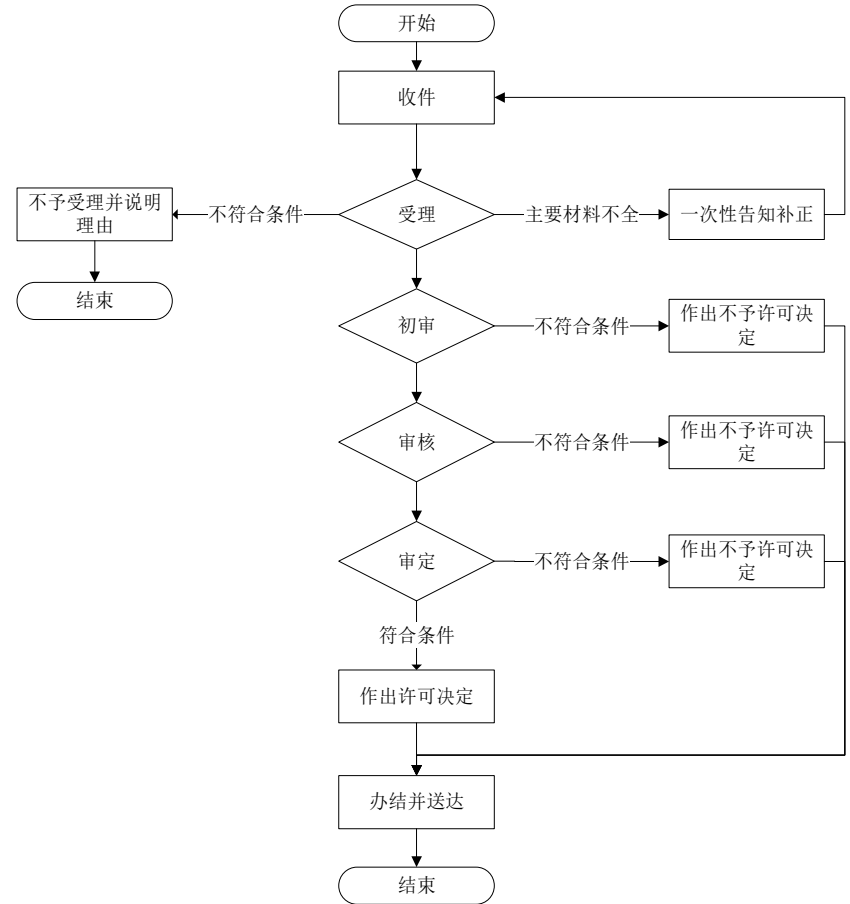 开始
收件
不予受理并说明
理由
不符合条件
受理
主要材料不全
一次性告知补正
结束
初审
不符合条件
作出不予许可决
定
审核
不符合条件
作出不予许可决
定
审定
不符合条件
作出不予许可决
定
符合条件
作出许可决定
办结并送达
结束